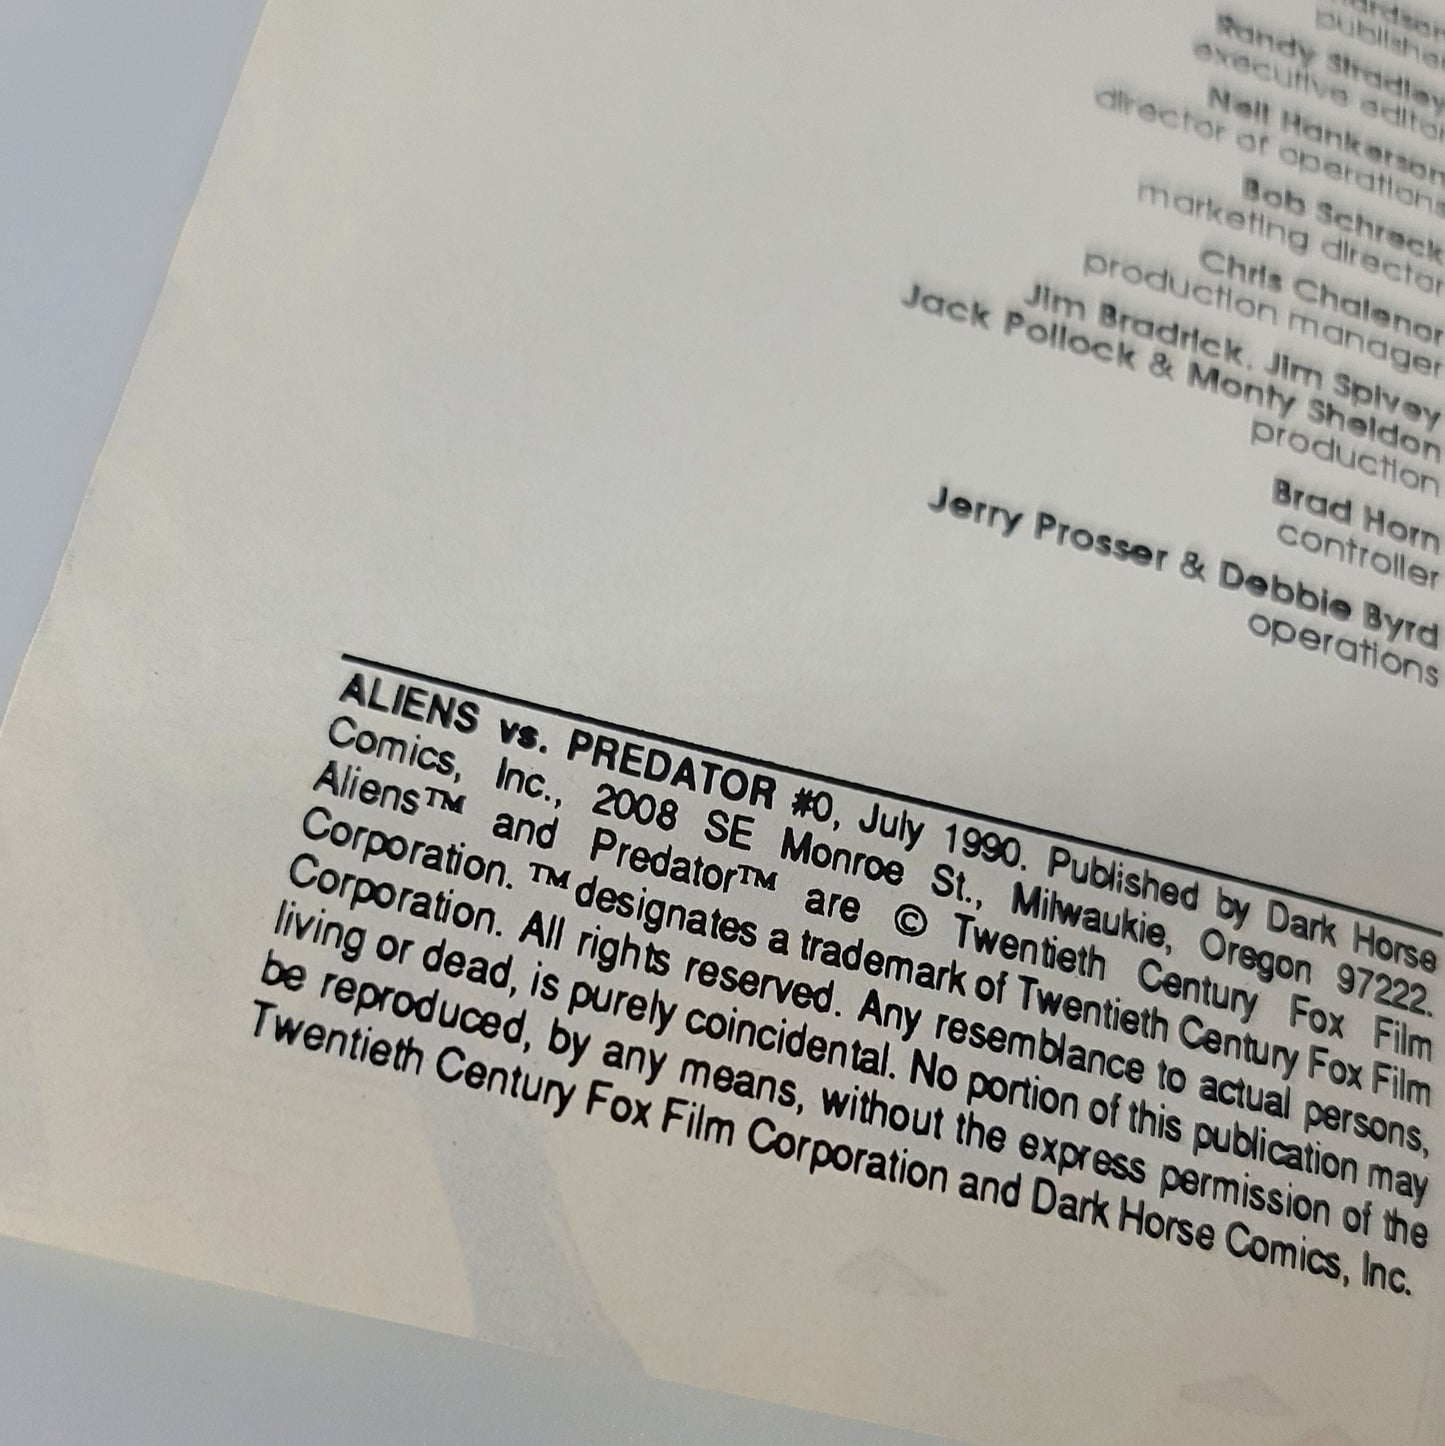 publisher
Randy Stradley
executive editor
Neil Hankerson
director of operations
Bob Schreck
marketing director
Chris Chalenor
production manager
Jim Bradrick, Jim Spivey
Jack Pollock & Monty Sheldon
production
Brad Horn
controller
Jerry Prosser & Debbie Byrd
operations
ALIENS vs. PREDATOR #0, July 1990. Published by Dark Horse
Comics, Inc., 2008 SE Monroe St., Milwaukie, Oregon 97222.
Aliens™ and Predator™ are © Twentieth Century Fox Film
Corporation. ™ designates a trademark of Twentieth Century Fox Film
Corporation. All rights reserved. Any resemblance to actual persons,
living or dead, is purely coincidental. No portion of this publication may
be reproduced, by any means, without the express permission of the
Twentieth Century Fox Film Corporation and Dark Horse Comics, Inc.